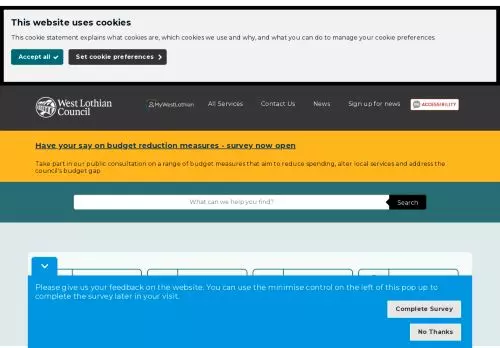 This website uses cookies
This cookie statement explains what cookies are, which cookies we use and why, and what you can do to manage your cookie preferences
Accept all
Set cookie preferences
West Lothian
Council
MyWestLothian
All Services
Contact Us
News
Sign up for news
ACCESSIBILITY
Have your say on budget reduction measures - survey now open
Take part in our public consultation on a range of budget measures that aim to reduce spending, alter local services and address the
council's budget gap
What can we help you find?
Search
Please give us your feedback on the website. You can use the minimise control on the left of this pop up to
complete the survey later in your visit.
Complete Survey
No Thanks